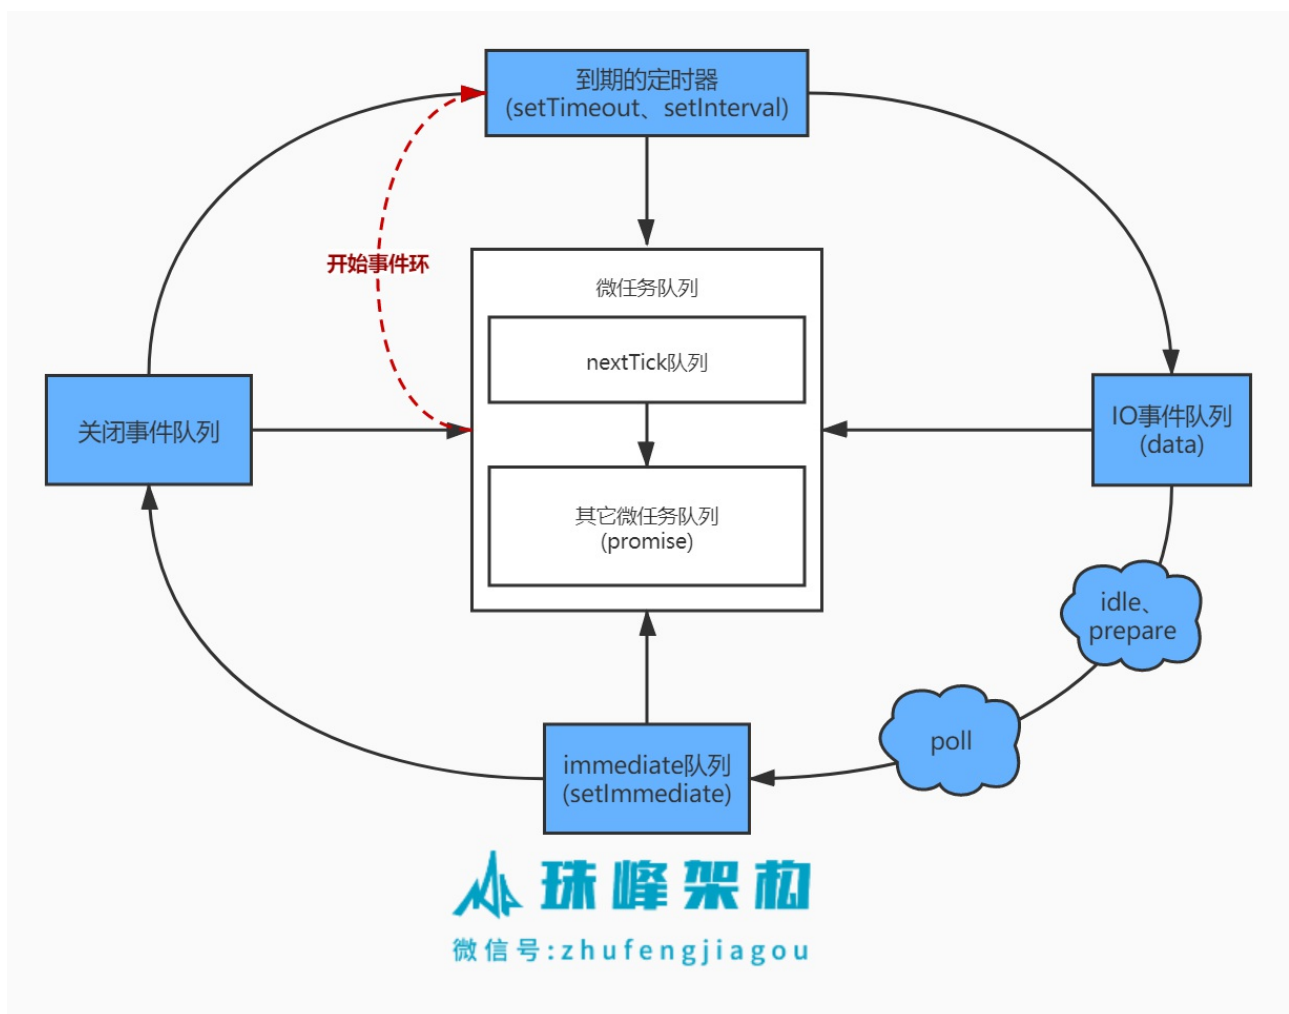 到期的定时器
(setTimeout、setInterval)
开始事件环
微任务队列
nextTick队列
关闭事件队列
IO事件队列
(data)
其它微任务队列
(promise)
idle、
prepare
poll
immediate队列
(setImmediate)
珠峰架构
微信号:zhufengjiagou